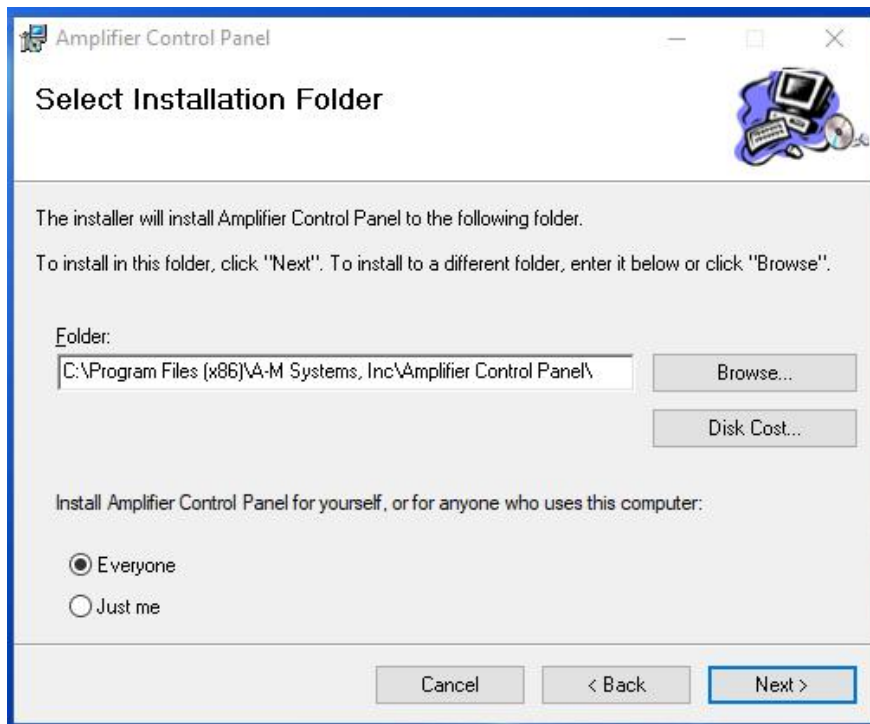 Amplifier Control Panel
Select Installation Folder
The installer will install Amplifier Control Panel to the following folder.
To install in this folder, click "Next". To install to a different folder, enter it below or click "Browse".
Folder:
C:\Program Files (x86)\A-M Systems, Inc\Amplifier Control Panel\
Browse...
Disk Cost...
Install Amplifier Control Panel for yourself, or for anyone who uses this computer:
Everyone
Just me
Cancel
< Back
Next >